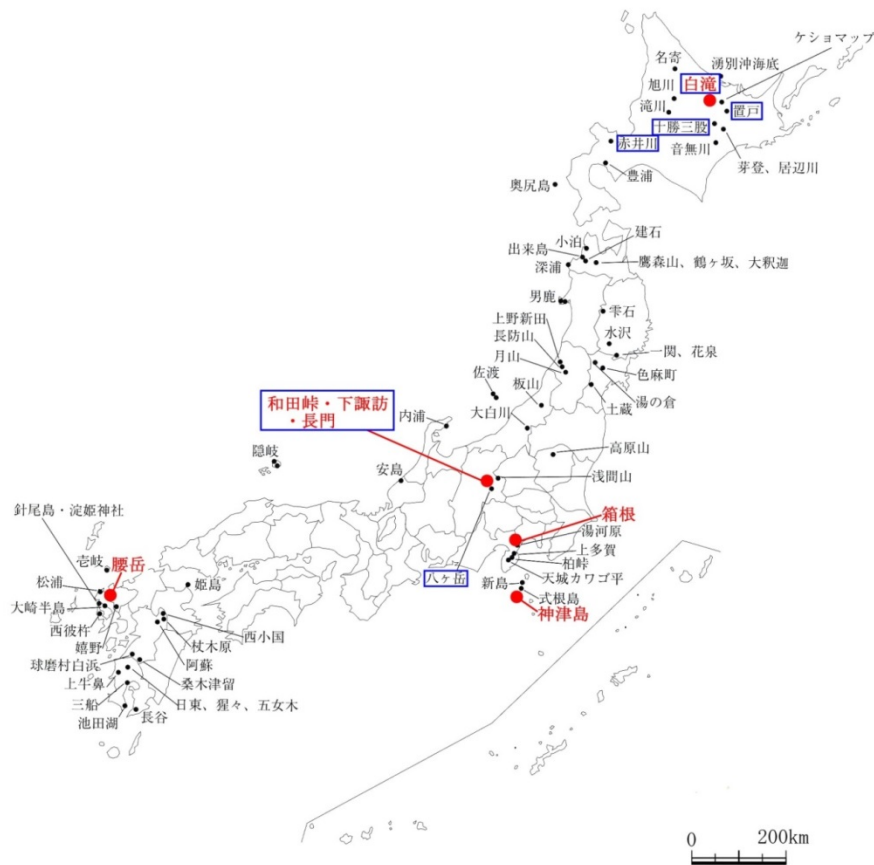 ケショマップ
名寄
湧別沖海底
白滝
旭川
滝川
置戸
十勝三股
赤井川
音無川
芽登、居辺川
豊浦
奥尻島
小泊
建石
出来島
深浦
鷹森山、鶴ヶ坂、大釈迦
男鹿
雫石
上野新田
水沢
長防山
一関、花泉
月山
佐渡
板山
色麻町
湯の倉
和田峠・下諏訪
・長門
内浦
大白川
土蔵
高原山
隠岐
安島
浅間山
針尾島・淀姫神社
箱根
湯河原
壱岐
腰岳
上多賀
柏峠
松浦
姫島
八ヶ岳
天城カワゴ平
新島
大崎半島
式根島
神津島
西彼杵
西小国
嬉野
杖木原
球磨村白浜
阿蘇
上牛鼻
桑木津留
三船
日東、猩々、五女木
池田湖
長谷
0 200km